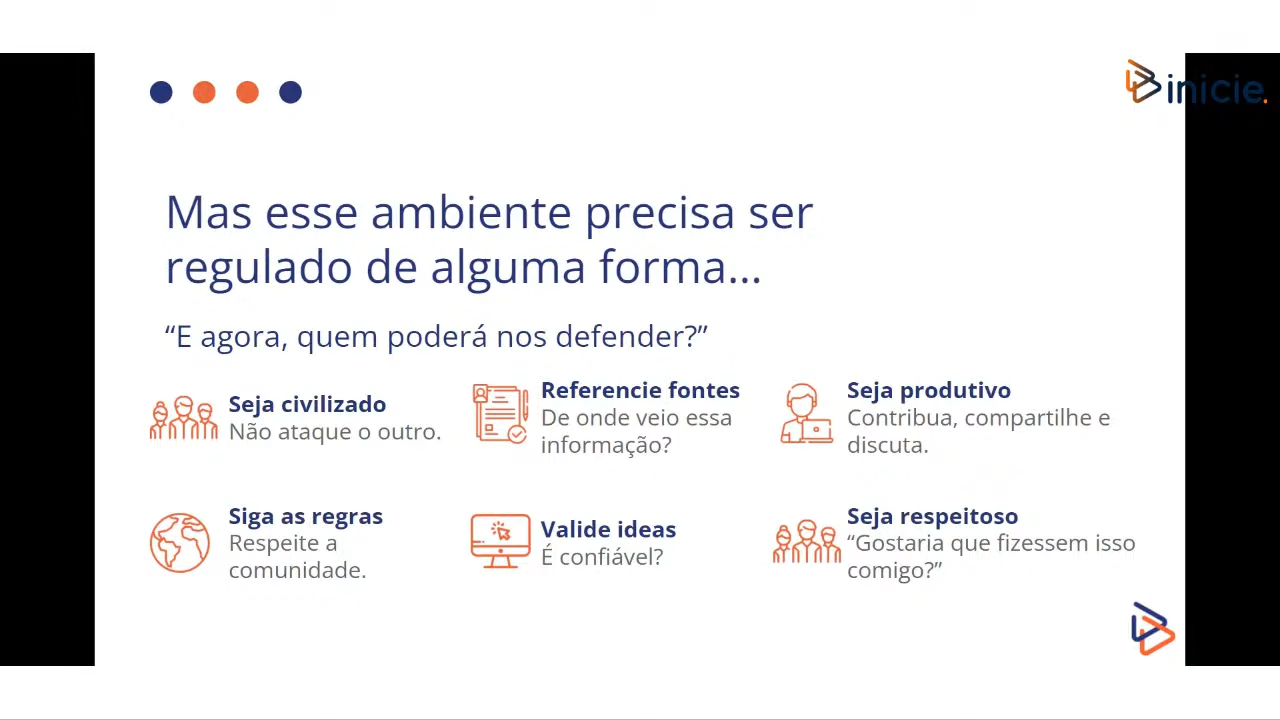 inicie.
Mas esse ambiente precisa ser
regulado de alguma forma...
“E agora, quem poderá nos defender?”
Seja civilizado
Não ataque o outro.
Referencie fontes
De onde veio essa
informação?
Seja produtivo
Contribua, compartilhe e
discuta.
Siga as regras
Respeite a
comunidade.
Valide ideas
É confiável?
Seja respeitoso
“Gostaria que fizessem isso
comigo?”